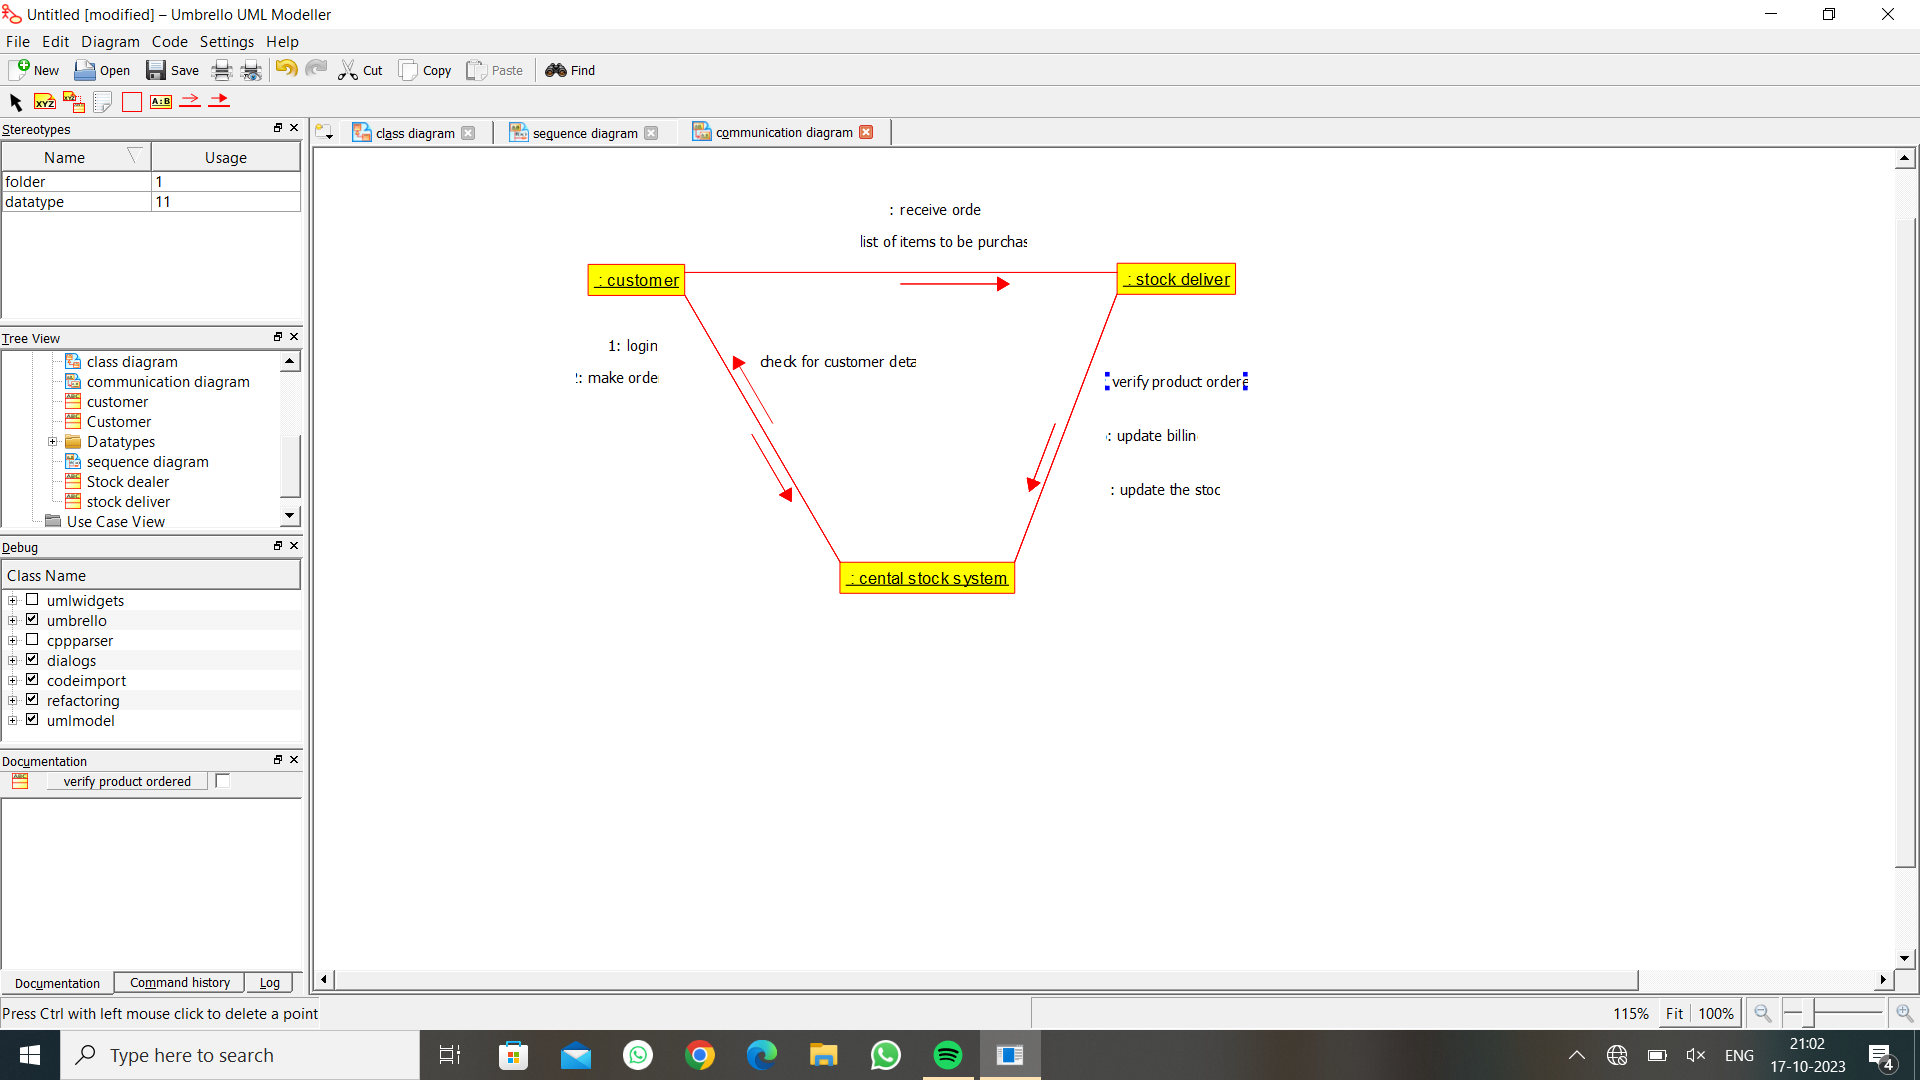 Untitled [modified] – Umbrello UML Modeller
File Edit Diagram Code Settings Help
New Open Save Cut Copy Paste Find
XYZ XYZ A:B
Stereotypes
Name Usage
folder 1
datatype 11
Tree View
class diagram
communication diagram
customer
Customer
Datatypes
sequence diagram
Stock dealer
stock deliver
Use Case View
Debug
Class Name
umlwidgets
umbrello
cppparser
dialogs
codeimport
refactoring
umlmodel
Documentation
verify product ordered
Documentation Command history Log
class diagram sequence diagram communication diagram
: receive orde
list of items to be purchas
: customer
: stock deliver
1: login
: make order
check for customer deta
verify product ordere
: update billin
: update the stoc
: cental stock system
Press Ctrl with left mouse click to delete a point
115% Fit 100%
Type here to search
ENG
21:02
17-10-2023
4